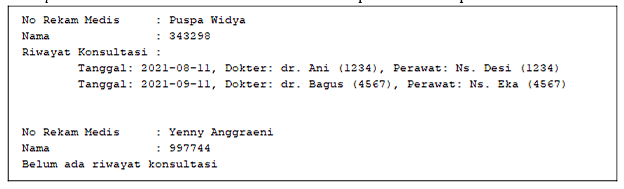 No Rekam Medis : Puspa Widya
Nama : 343298
Riwayat Konsultasi :
Tanggal: 2021-08-11, Dokter: dr. Ani (1234), Perawat: Ns. Desi (1234)
Tanggal: 2021-09-11, Dokter: dr. Bagus (4567), Perawat: Ns. Eka (4567)
No Rekam Medis : Yenny Anggraeni
Nama : 997744
Belum ada riwayat konsultasi